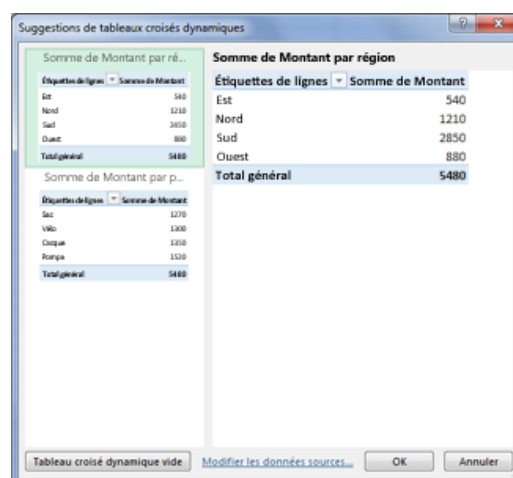 Suggestions de tableaux croisés dynamiques
Somme de Montant par ré...
Étiquettes de lignes Somme de Montant
Est 540
Nord 1210
Sud 2850
Ouest 880
Total général 5480
Somme de Montant par p...
Étiquettes de lignes Somme de Montant
Sac 1270
Vélo 1300
Casque 1350
Pompe 1520
Total général 5480
Somme de Montant par région
Étiquettes de lignes Somme de Montant
Est 540
Nord 1210
Sud 2850
Ouest 880
Total général 5480
Tableau croisé dynamique vide
Modifier les données sources...
OK
Annuler